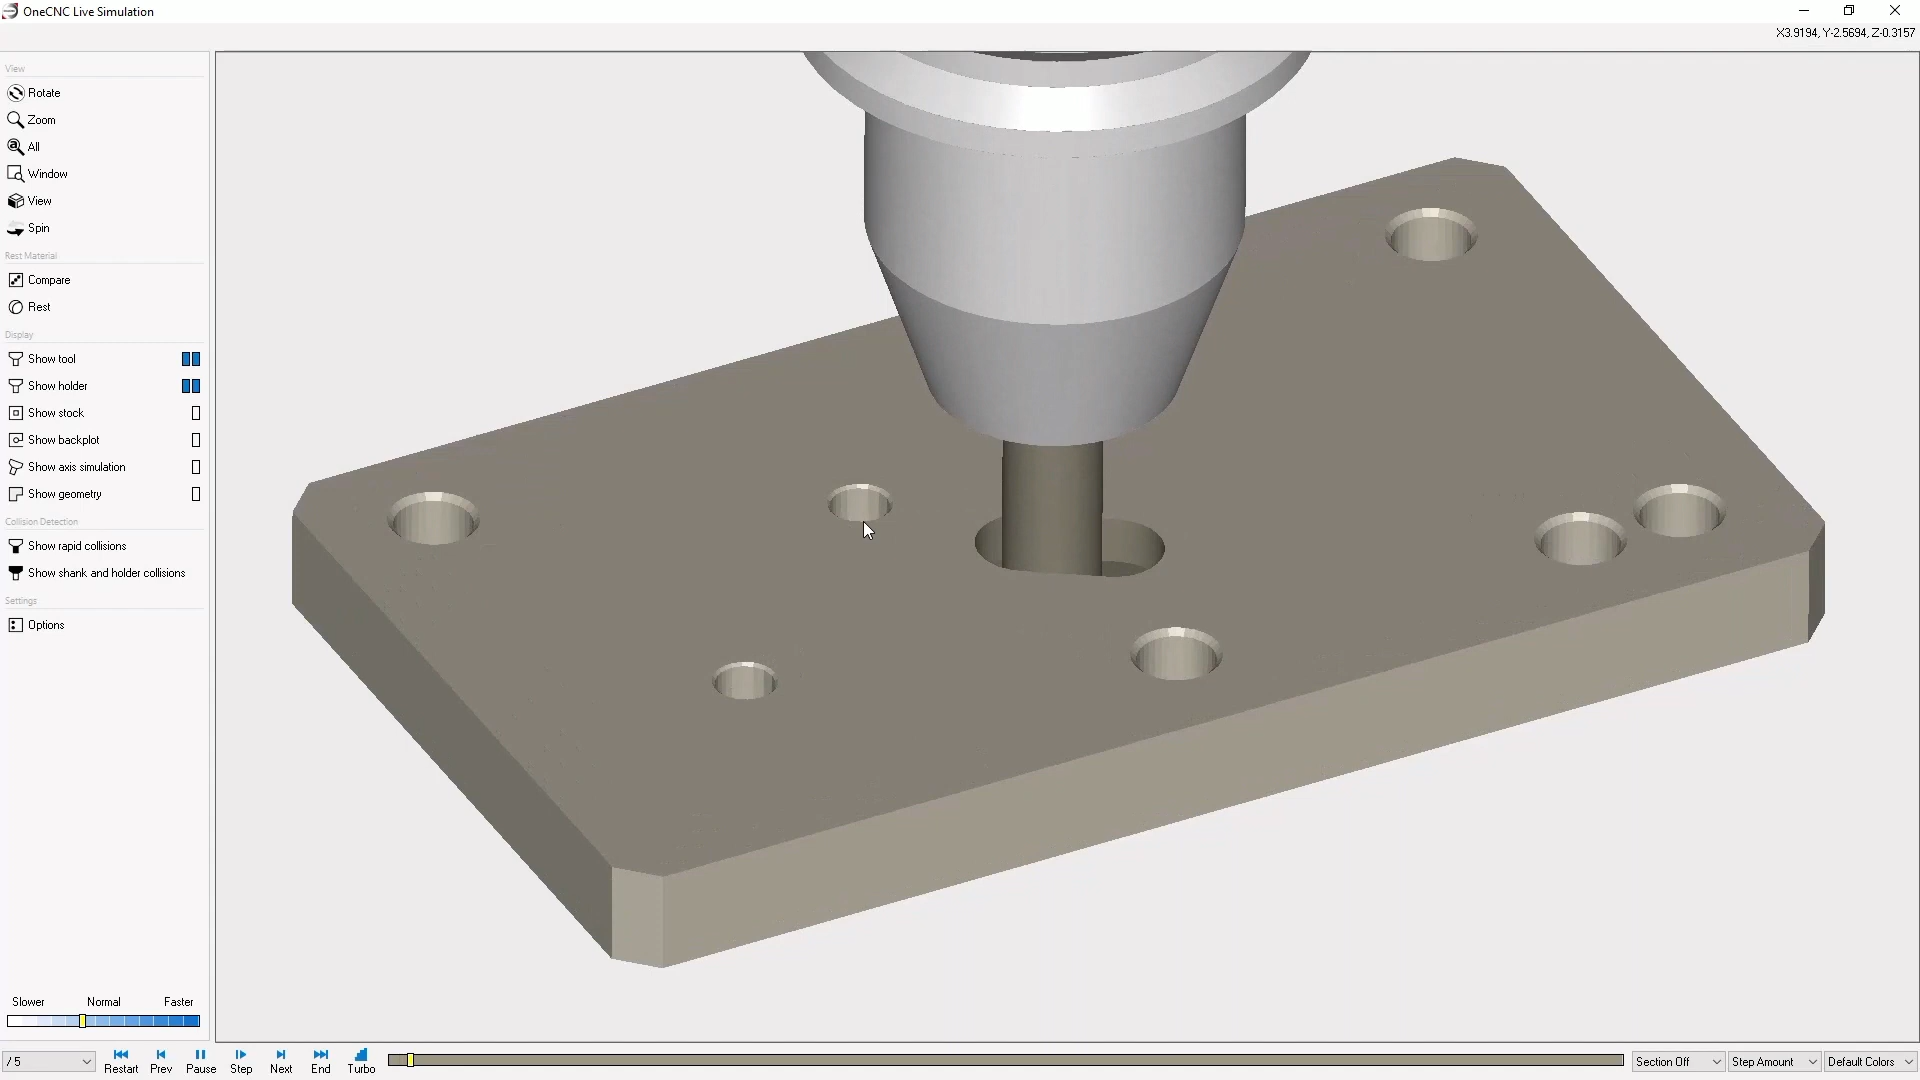 OneCNC Live Simulation
X3.9194, Y-2.5694, Z-0.3157
View
Rotate
Zoom
All
Window
View
Spin
Rest Material
Compare
Rest
Display
Show tool
Show holder
Show stock
Show backplot
Show axis simulation
Show geometry
Collision Detection
Show rapid collisions
Show shank and holder collisions
Settings
Options
Slower Normal Faster
/ 5 Restart Prev Pause Step Next End Turbo Section Off Step Amount Default Colors